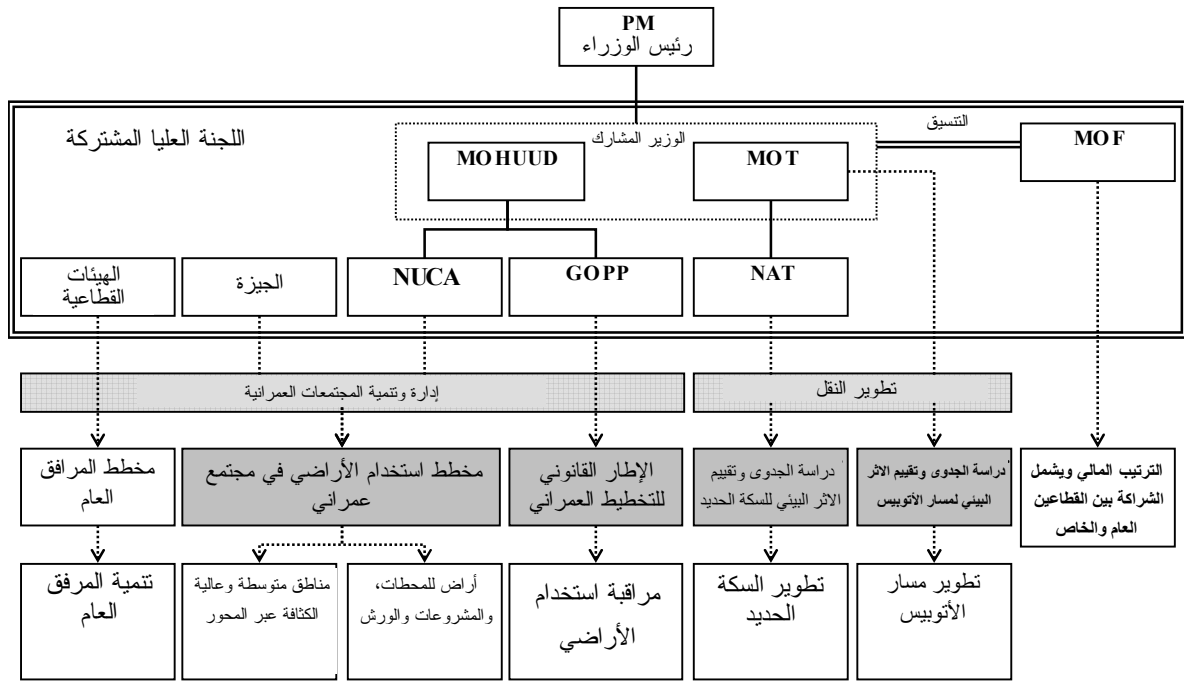 PM
رئيس الوزراء
اللجنة العليا المشتركة
الوزير المشارك
التنسيق
MOF
MOT
MOHUUD
الهيئات
القطاعية
الجيزة
NUCA
GOPP
NAT
إدارة وتنمية المجتمعات العمرانية
تطوير النقل
مخطط المرافق
العام
مخطط استخدام الأراضي في مجتمع
عمراني
الإطار القانوني
للتخطيط العمراني
دراسة الجدوى وتقييم
الاثر البيئي للسكة الحديد
دراسة الجدوى وتقييم الاثر
البيئي لمسار الأتوبيس
الترتيب المالي ويشمل
الشراكة بين القطاعين
العام والخاص
تنمية المرفق
العام
مناطق متوسطة وعالية
الكثافة عبر المحور
أراض للمحطات،
والمشروعات والورش
مراقبة استخدام
الأراضي
تطوير السكة
الحديد
تطوير مسار
الأتوبيس